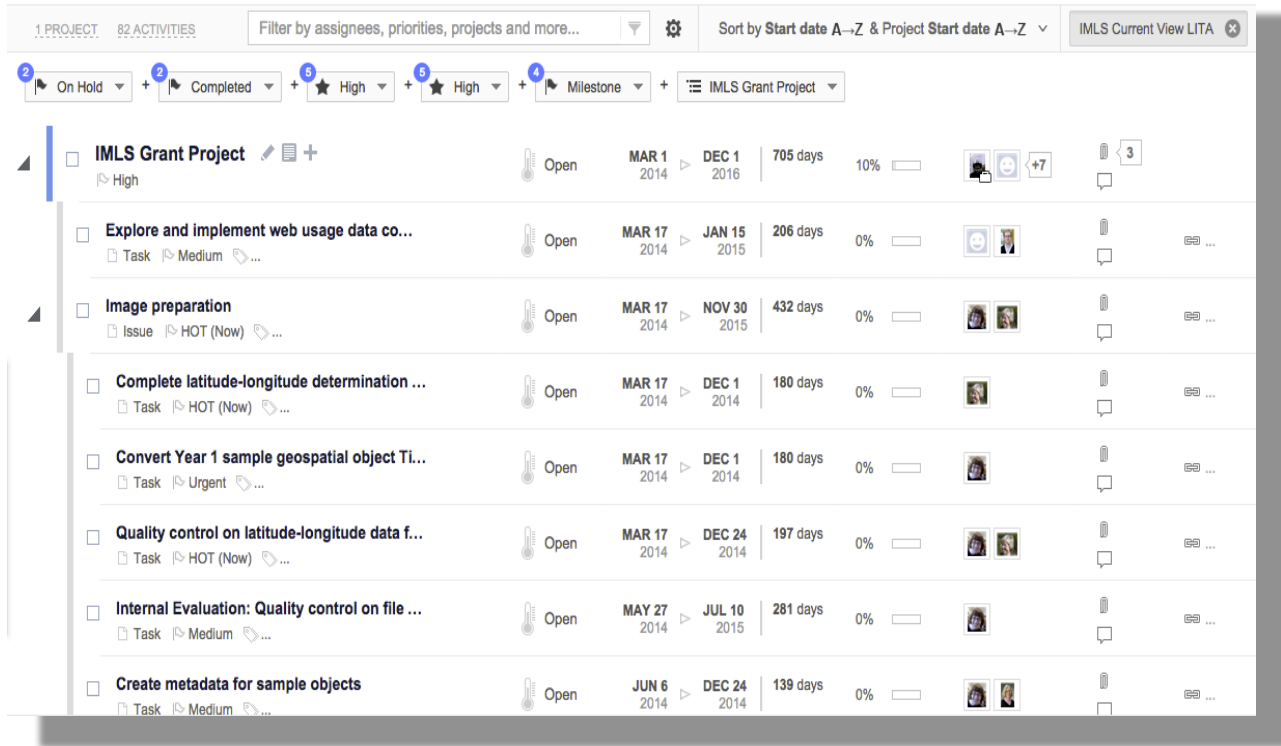 1 PROJECT 82 ACTIVITIES Filter by assignees, priorities, projects and more... Sort by Start date A→Z & Project Start date A→Z IMLS Current View LITA
2 On Hold + 2 Completed + 5 High + 5 High + 4 Milestone + IMLS Grant Project
IMLS Grant Project Open MAR 1 2014 DEC 1 2016 705 days 10% +7 3
High
Explore and implement web usage data co... Open MAR 17 2014 JAN 15 2015 206 days 0% ...
Task Medium ...
Image preparation Open MAR 17 2014 NOV 30 2015 432 days 0% ...
Issue HOT (Now) ...
Complete latitude-longitude determination ... Open MAR 17 2014 DEC 1 2014 180 days 0% ...
Task HOT (Now) ...
Convert Year 1 sample geospatial object Ti... Open MAR 17 2014 DEC 1 2014 180 days 0% ...
Task Urgent ...
Quality control on latitude-longitude data f... Open MAR 17 2014 DEC 24 2014 197 days 0% ...
Task HOT (Now) ...
Internal Evaluation: Quality control on file ... Open MAY 27 2014 JUL 10 2015 281 days 0% ...
Task Medium ...
Create metadata for sample objects Open JUN 6 2014 DEC 24 2014 139 days 0% ...
Task Medium ...